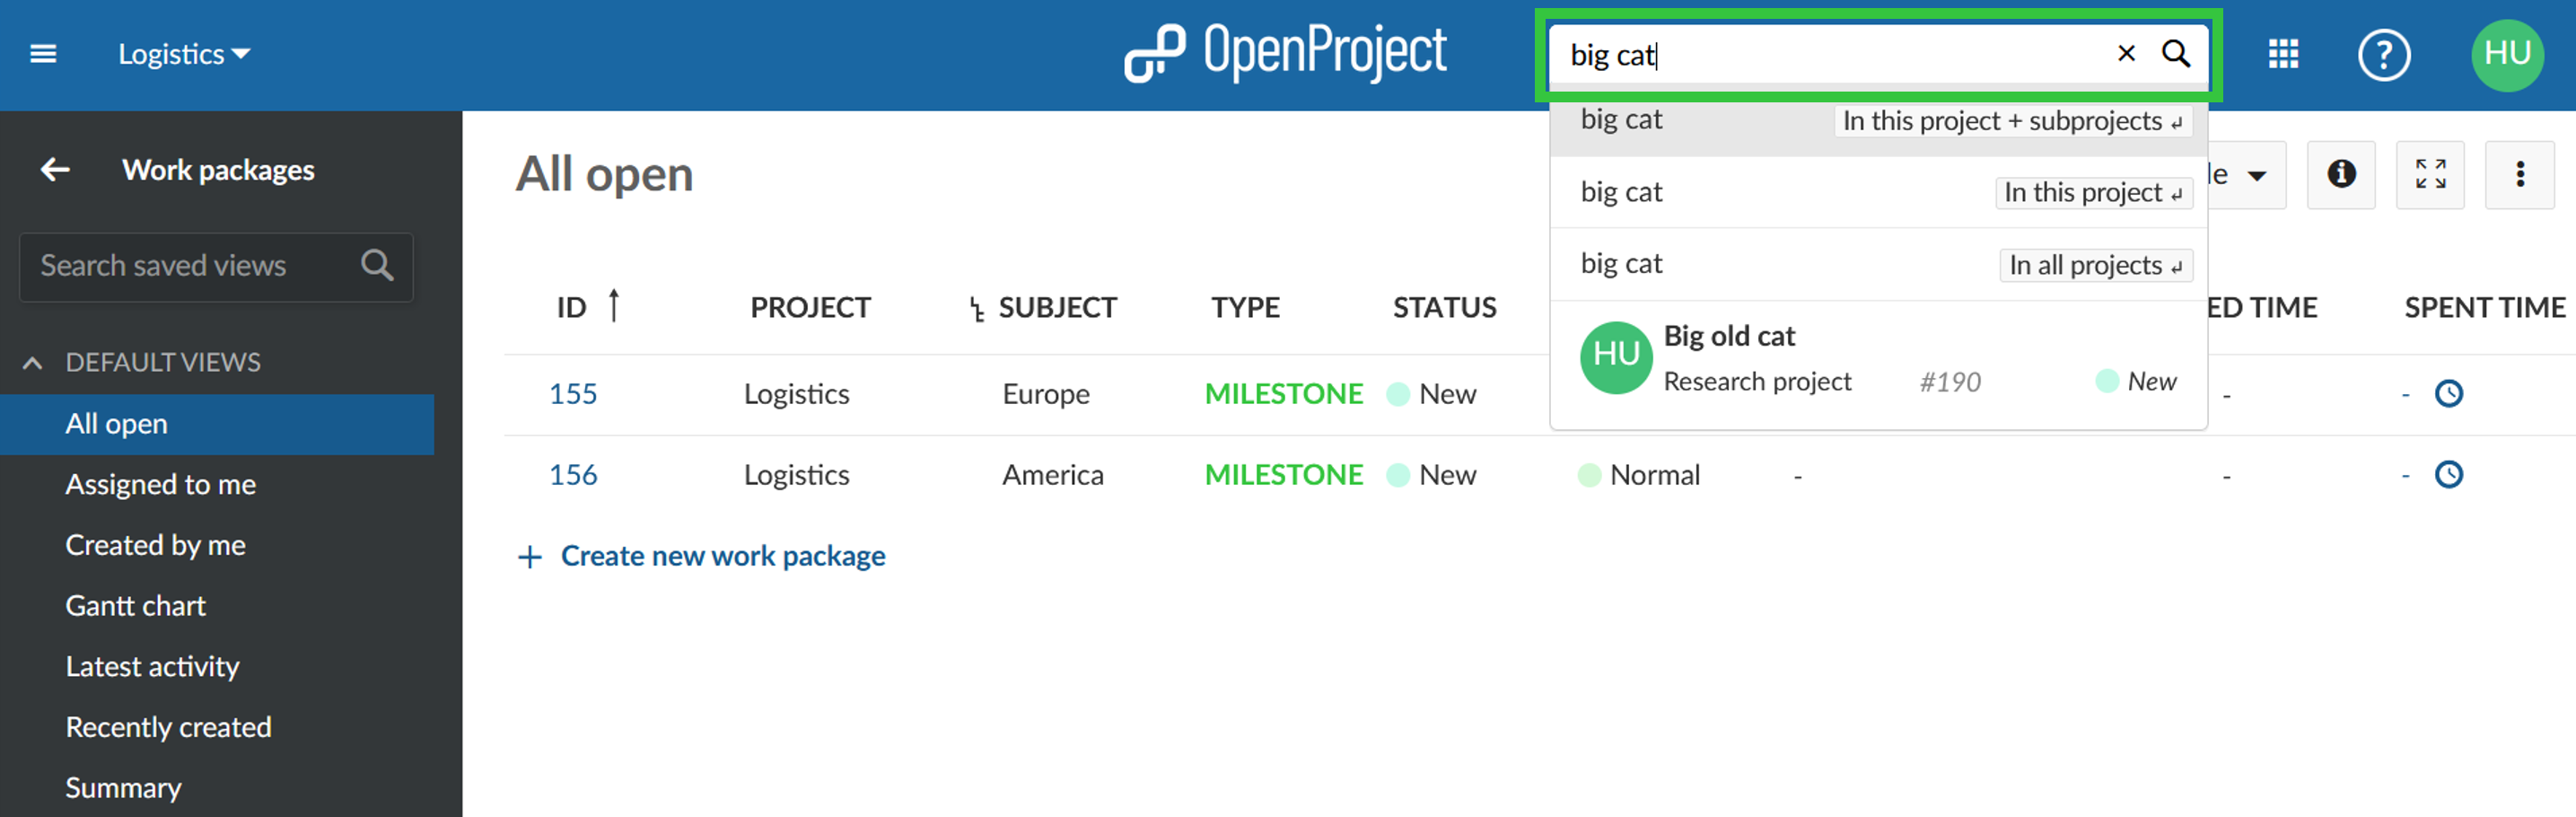 Logistics
OpenProject
big cat
HU
big cat In this project + subprojects
big cat In this project
big cat In all projects
HU Big old cat
Research project #190 New
Work packages
Search saved views
DEFAULT VIEWS
All open
Assigned to me
Created by me
Gantt chart
Latest activity
Recently created
Summary
All open
le
ID PROJECT SUBJECT TYPE STATUS ED TIME SPENT TIME
155 Logistics Europe MILESTONE New - -
156 Logistics America MILESTONE New Normal - - -
+ Create new work package